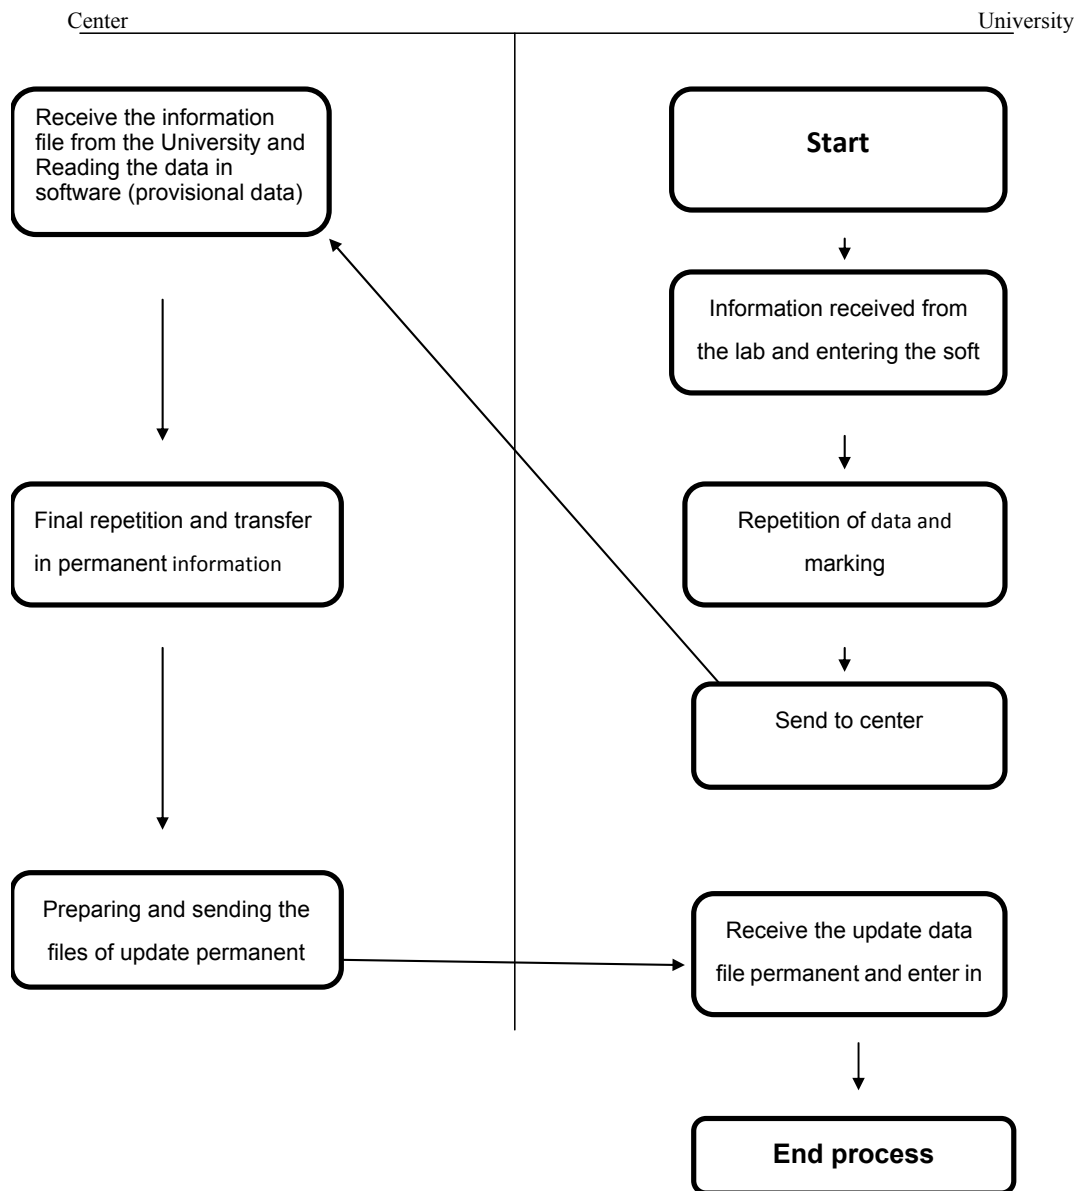 Center
University
Receive the information
file from the University and
Reading the data in
software (provisional data)
Start
Information received from
the lab and entering the soft
Final repetition and transfer
in permanent information
Repetition of data and
marking
Send to center
Preparing and sending the
files of update permanent
Receive the update data
file permanent and enter in
End process